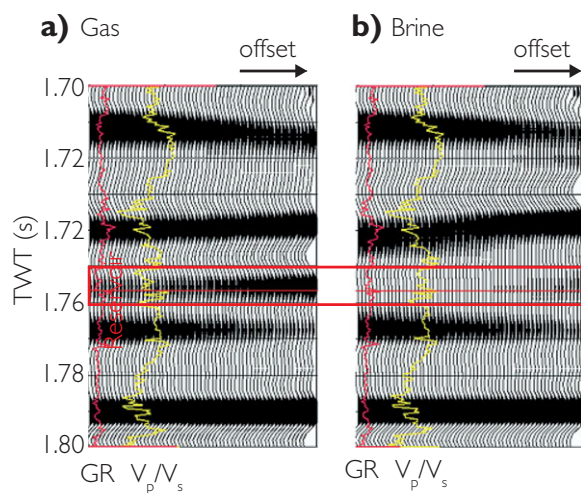 a) Gas
offset
b) Brine
offset
1.70
1.72
1.72
1.76
1.78
1.80
TWT (s)
Reservoir
GR Vp/Vs
GR Vp/Vs